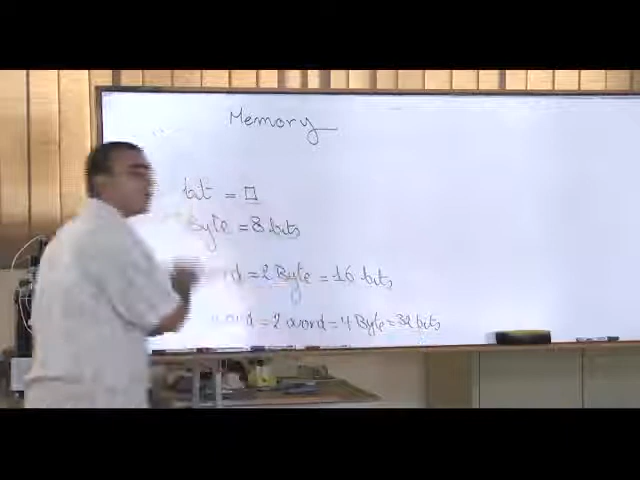 Memory
bit = □
Byte = 8 bits
= 2 Byte = 16 bits
= 2 word = 4 Byte = 32 bits